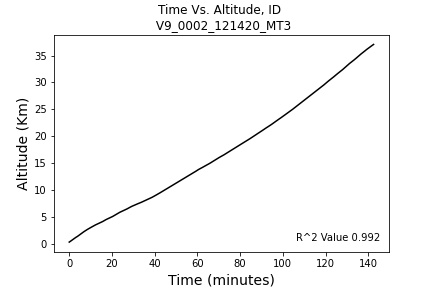 Time Vs. Altitude, ID
V9_0002_121420_MT3
Altitude (Km)
35
30
25
20
15
10
5
0
R^2 Value 0.992
0 20 40 60 80 100 120 140
Time (minutes)